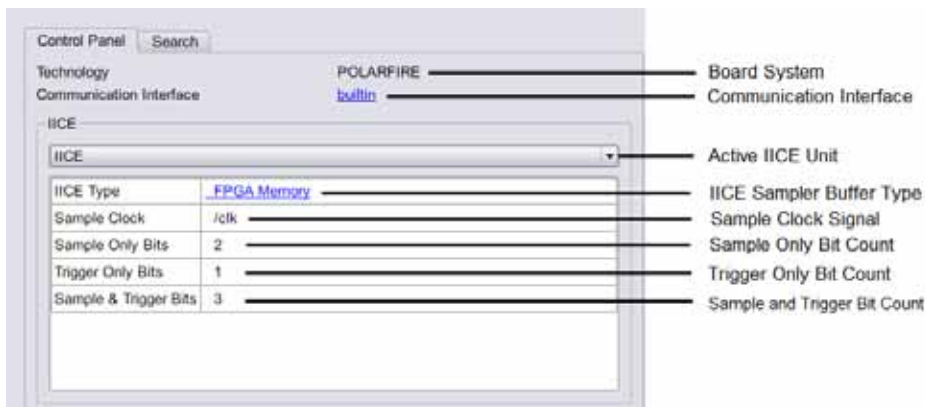 Control Panel Search
Technology POLARFIRE Board System
Communication Interface builtin Communication Interface
IICE
IICE Active IICE Unit
IICE Type FPGA Memory IICE Sampler Buffer Type
Sample Clock /clk Sample Clock Signal
Sample Only Bits 2 Sample Only Bit Count
Trigger Only Bits 1 Trigger Only Bit Count
Sample & Trigger Bits 3 Sample and Trigger Bit Count